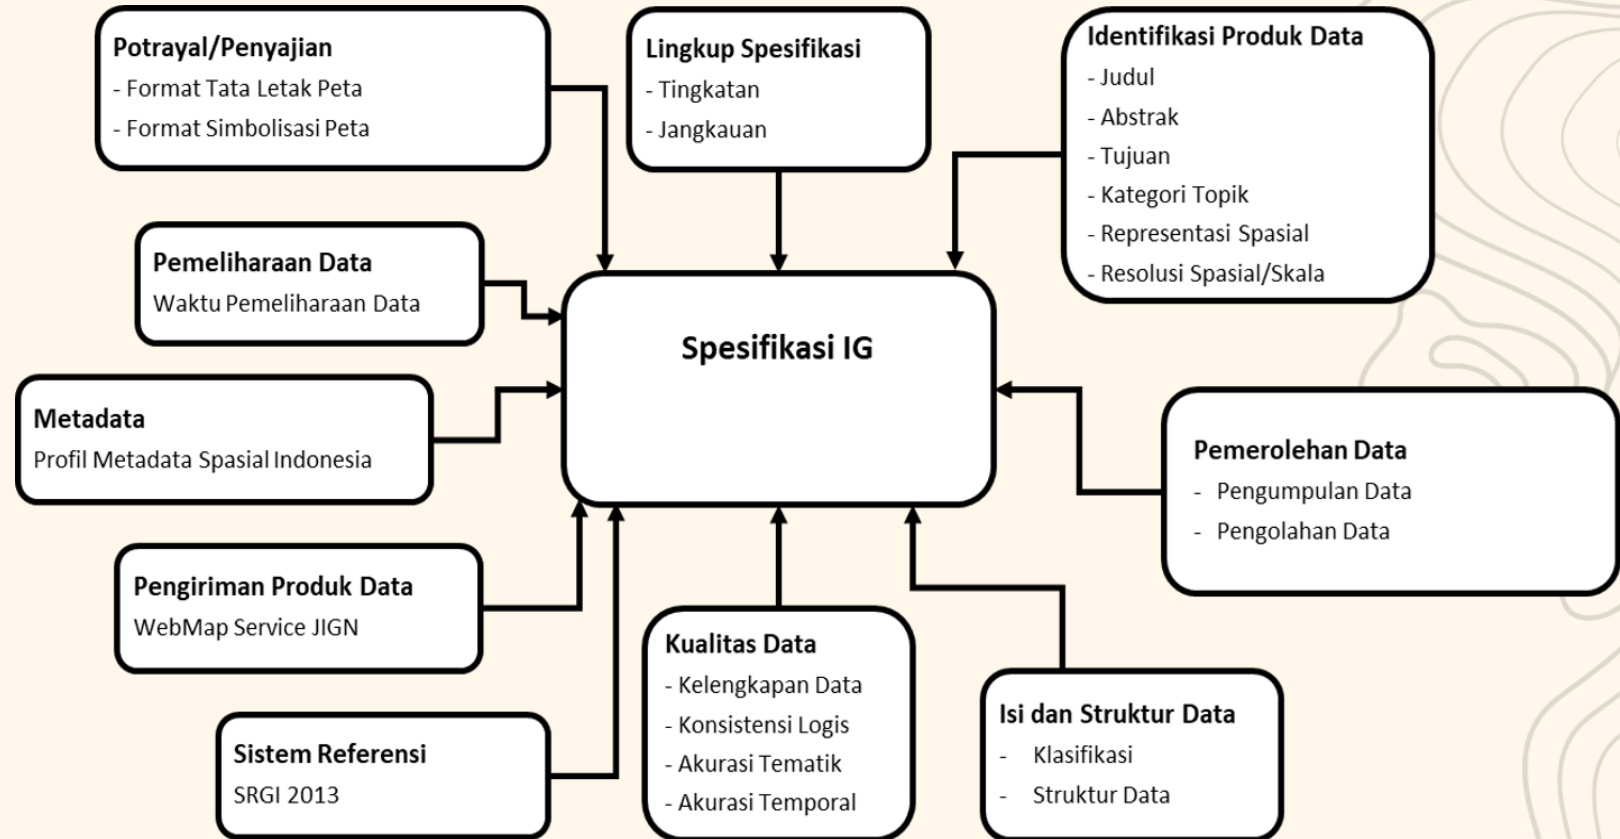 Potrayal/Penyajian
- Format Tata Letak Peta
- Format Simbolisasi Peta
Lingkup Spesifikasi
- Tingkatan
- Jangkauan
Identifikasi Produk Data
- Judul
- Abstrak
- Tujuan
- Kategori Topik
- Representasi Spasial
- Resolusi Spasial/Skala
Pemeliharaan Data
Waktu Pemeliharaan Data
Spesifikasi IG
Metadata
Profil Metadata Spasial Indonesia
Pemerolehan Data
- Pengumpulan Data
- Pengolahan Data
Pengiriman Produk Data
WebMap Service JIGN
Kualitas Data
- Kelengkapan Data
- Konsistensi Logis
- Akurasi Tematik
- Akurasi Temporal
Isi dan Struktur Data
- Klasifikasi
- Struktur Data
Sistem Referensi
SRGI 2013